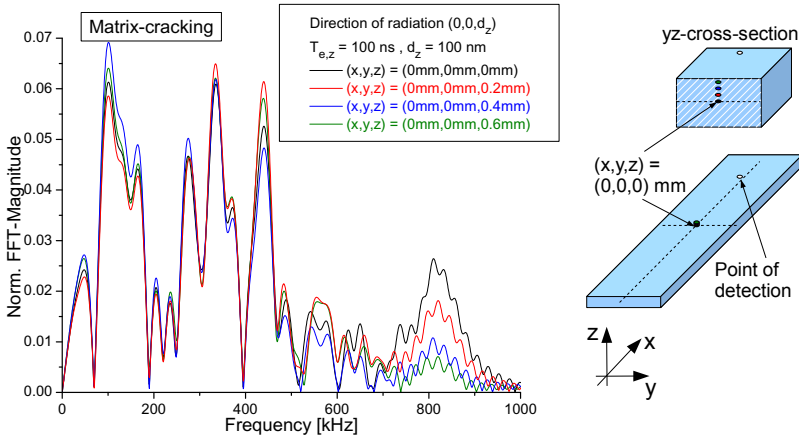 Matrix-cracking
Direction of radiation (0,0,d_z)
T_e,z = 100 ns , d_z = 100 nm
(x,y,z) = (0mm,0mm,0mm)
(x,y,z) = (0mm,0mm,0.2mm)
(x,y,z) = (0mm,0mm,0.4mm)
(x,y,z) = (0mm,0mm,0.6mm)
0.07
0.06
0.05
0.04
0.03
0.02
0.01
0.00
Norm. FFT-Magnitude
0
200
400
600
800
1000
Frequency [kHz]
yz-cross-section
(x,y,z) =
(0,0,0) mm
Point of
detection
z
x
y